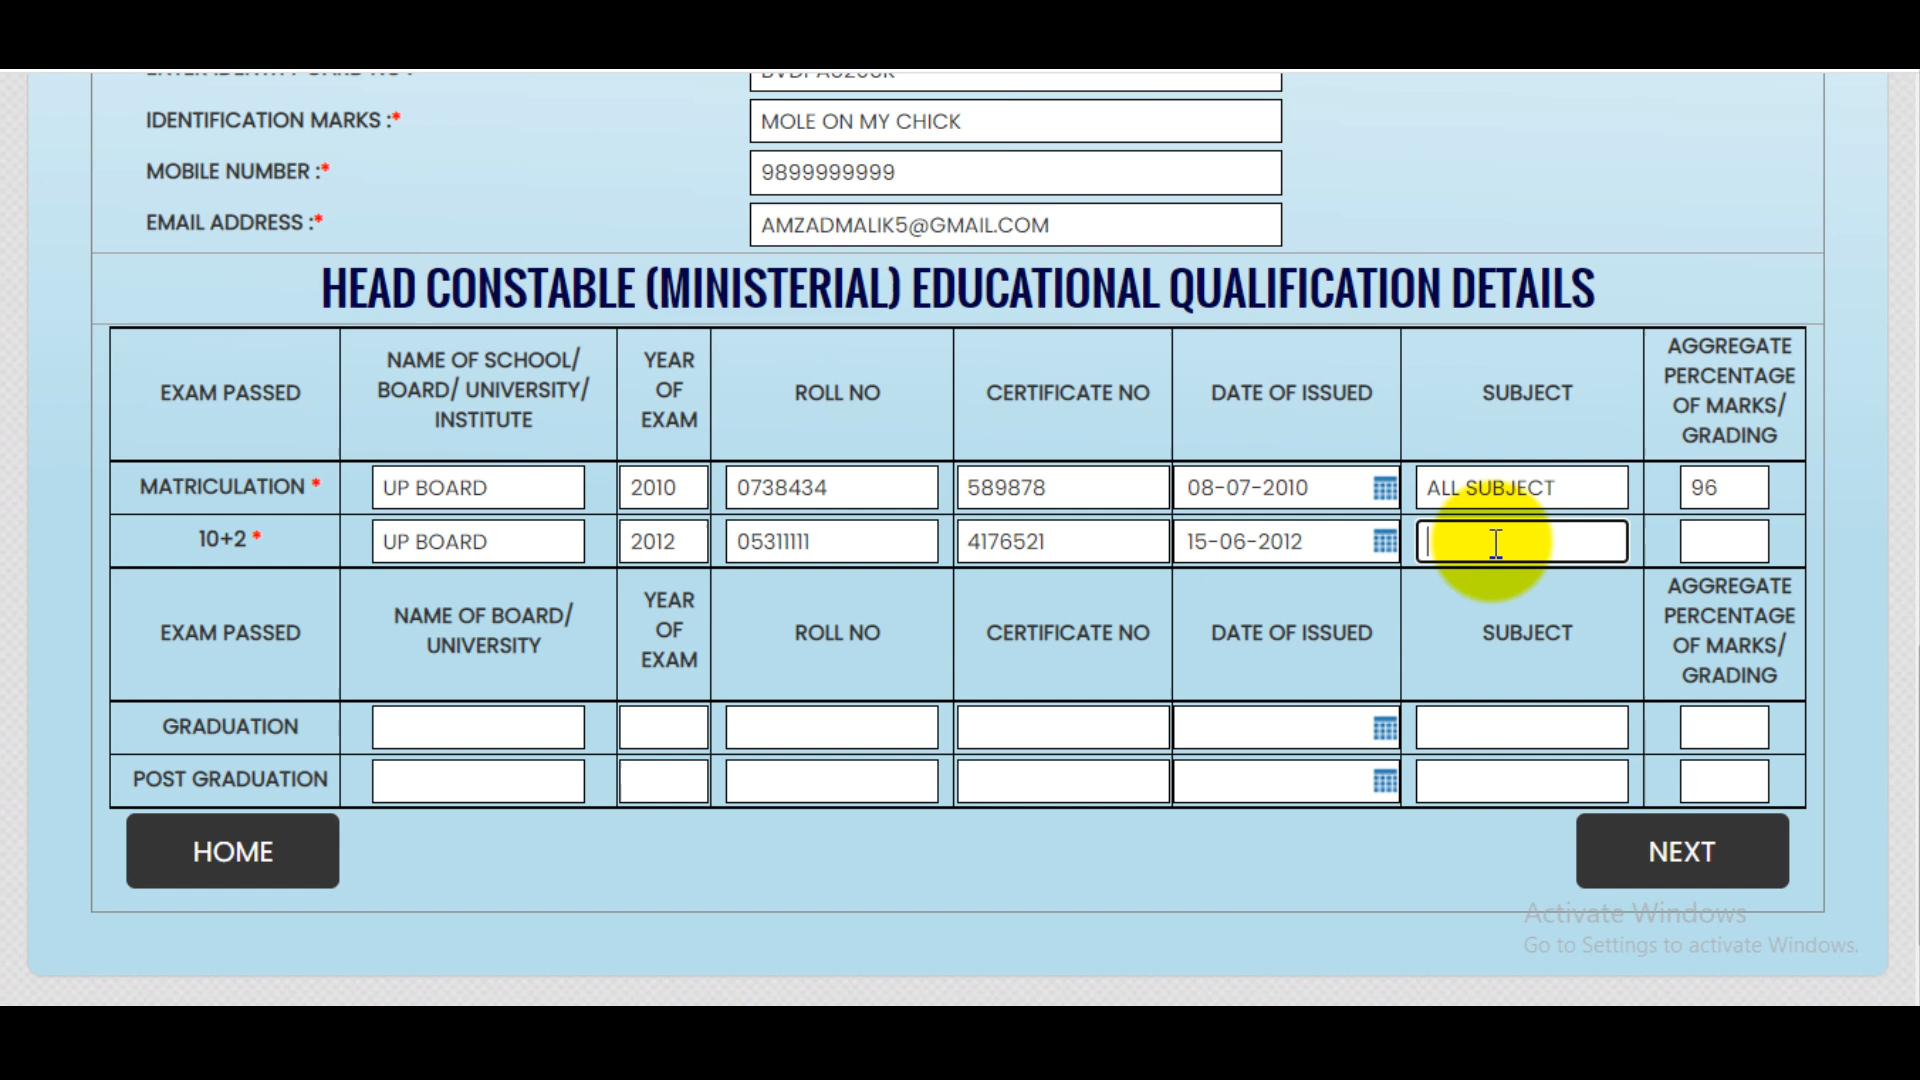 IDENTIFICATION MARKS :*
MOLE ON MY CHICK
MOBILE NUMBER :*
9899999999
EMAIL ADDRESS :*
AMZADMALIK5@GMAIL.COM
HEAD CONSTABLE (MINISTERIAL) EDUCATIONAL QUALIFICATION DETAILS
EXAM PASSED
NAME OF SCHOOL/
BOARD/ UNIVERSITY/
INSTITUTE
YEAR
OF
EXAM
ROLL NO
CERTIFICATE NO
DATE OF ISSUED
SUBJECT
AGGREGATE
PERCENTAGE
OF MARKS/
GRADING
MATRICULATION *
UP BOARD
2010
0738434
589878
08-07-2010
ALL SUBJECT
96
10+2 *
UP BOARD
2012
05311111
4176521
15-06-2012
EXAM PASSED
NAME OF BOARD/
UNIVERSITY
YEAR
OF
EXAM
ROLL NO
CERTIFICATE NO
DATE OF ISSUED
SUBJECT
AGGREGATE
PERCENTAGE
OF MARKS/
GRADING
GRADUATION
POST GRADUATION
HOME
NEXT
Activate Windows
Go to Settings to activate Windows.